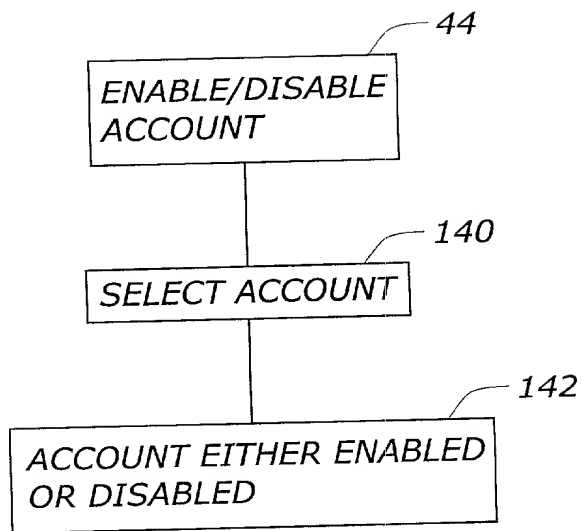 44
ENABLE/DISABLE
ACCOUNT
140
SELECT ACCOUNT
142
ACCOUNT EITHER ENABLED
OR DISABLED